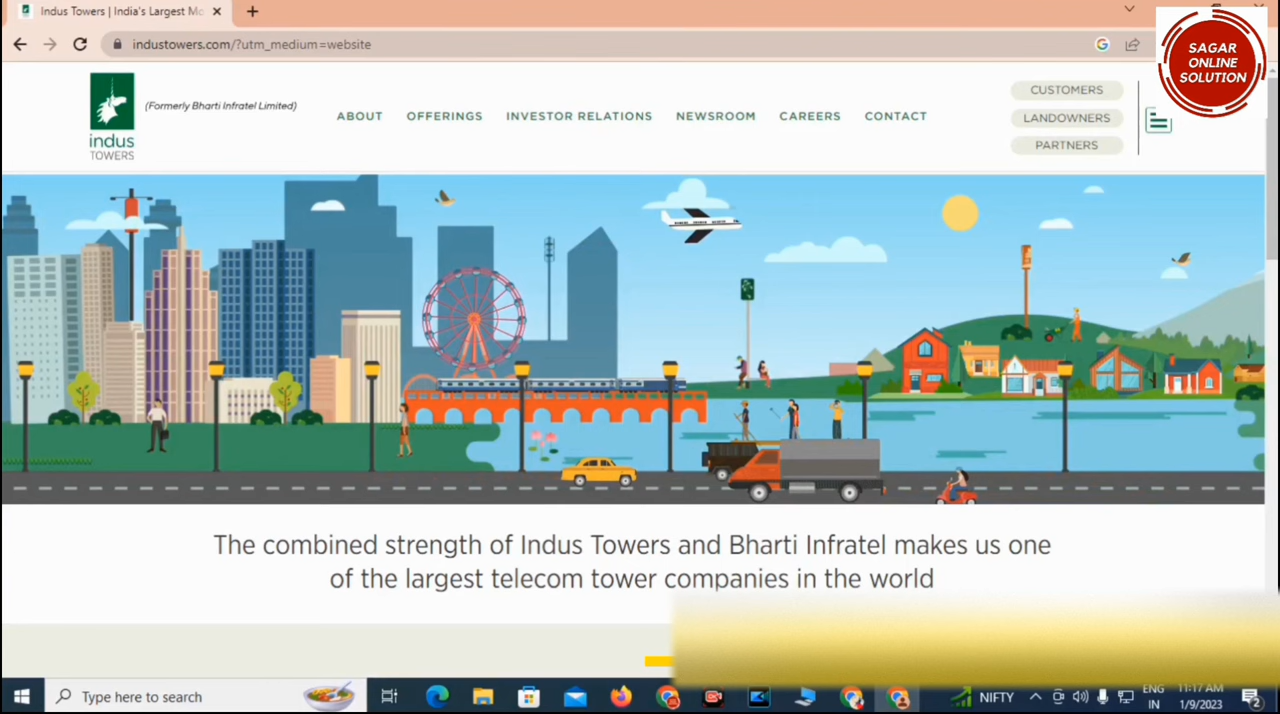 Indus Towers | India's Largest Mo
industowers.com/?utm_medium=website
SAGAR
ONLINE
SOLUTION
indus
TOWERS
(Formerly Bharti Infratel Limited)
ABOUT OFFERINGS INVESTOR RELATIONS NEWSROOM CAREERS CONTACT
CUSTOMERS
LANDOWNERS
PARTNERS
The combined strength of Indus Towers and Bharti Infratel makes us one
of the largest telecom tower companies in the world
Type here to search
NIFTY
ENG
IN
11:17 AM
1/9/2023
2